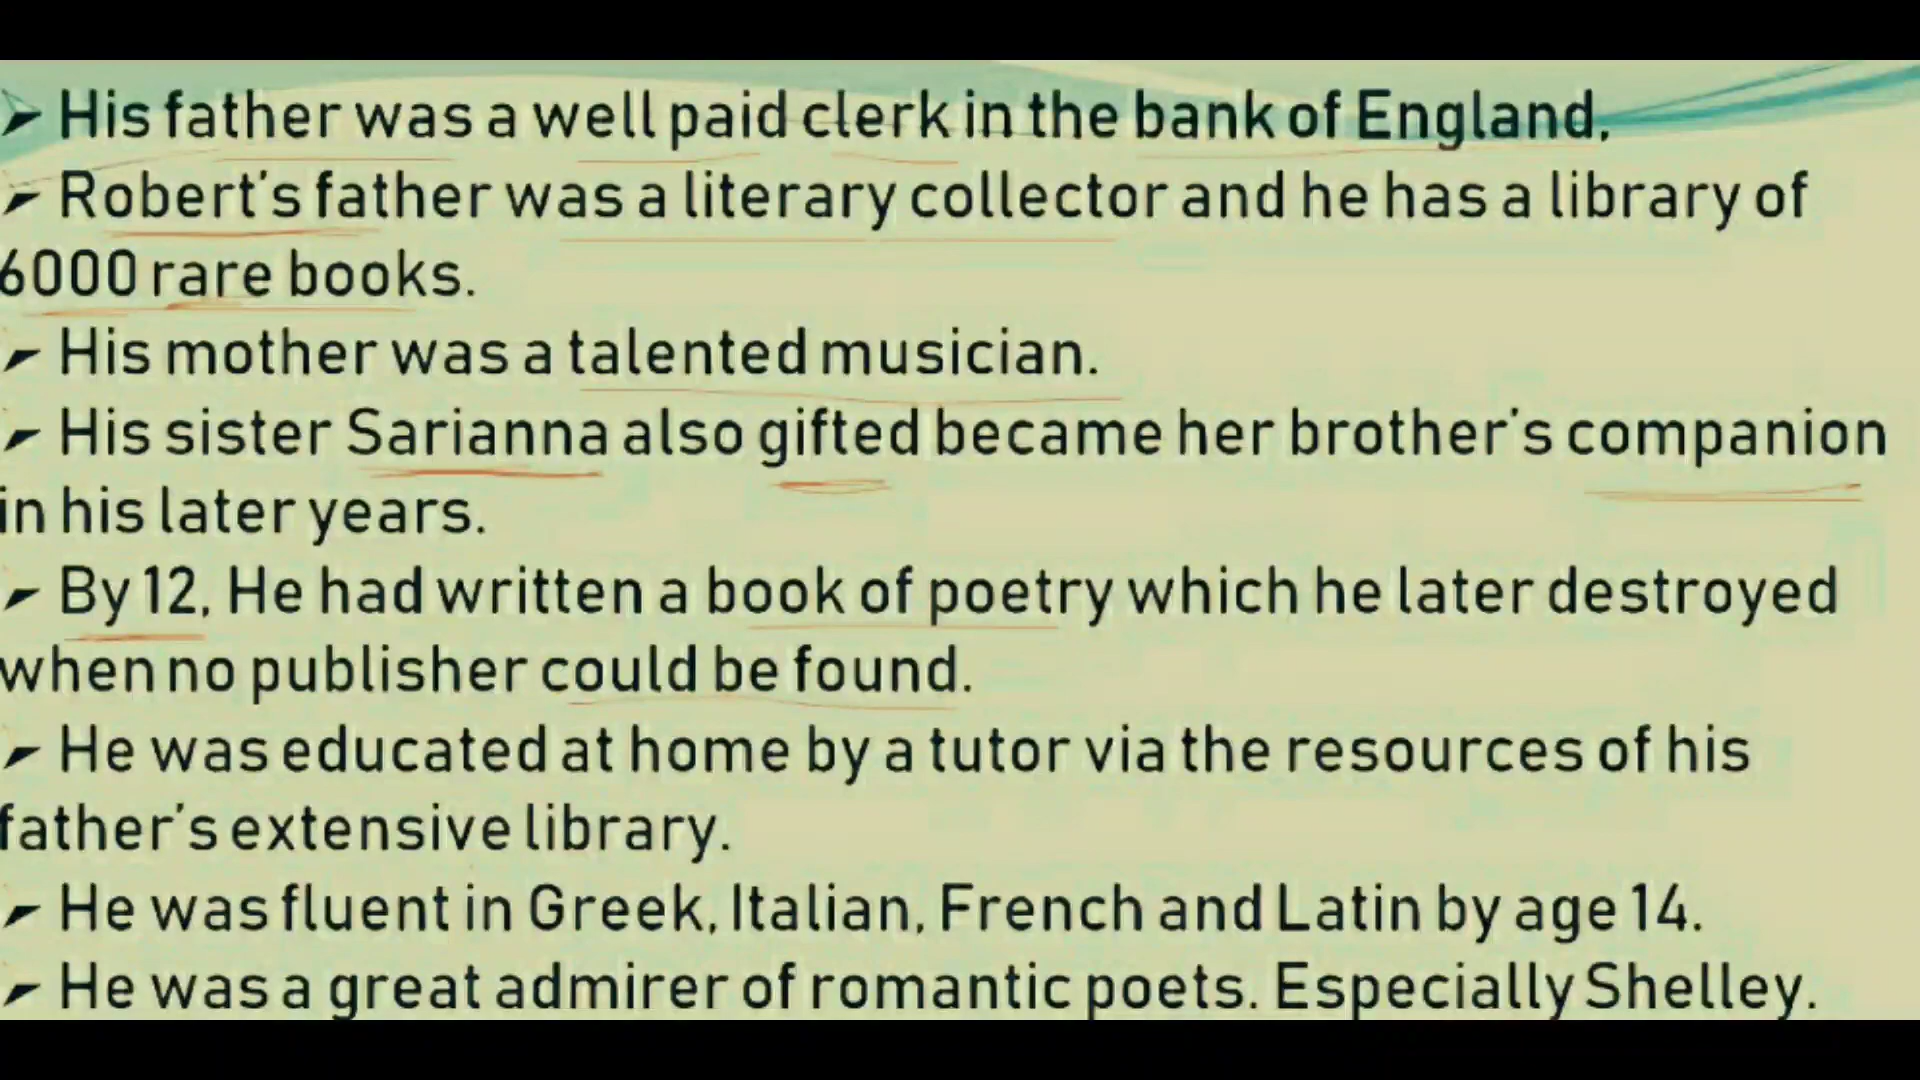 His father was a well paid clerk in the bank of England,
Robert's father was a literary collector and he has a library of
6000 rare books.
His mother was a talented musician.
His sister Sarianna also gifted became her brother's companion
in his later years.
By 12, He had written a book of poetry which he later destroyed
when no publisher could be found.
He was educated at home by a tutor via the resources of his
father's extensive library.
He was fluent in Greek, Italian, French and Latin by age 14.
He was a great admirer of romantic poets. Especially Shelley.